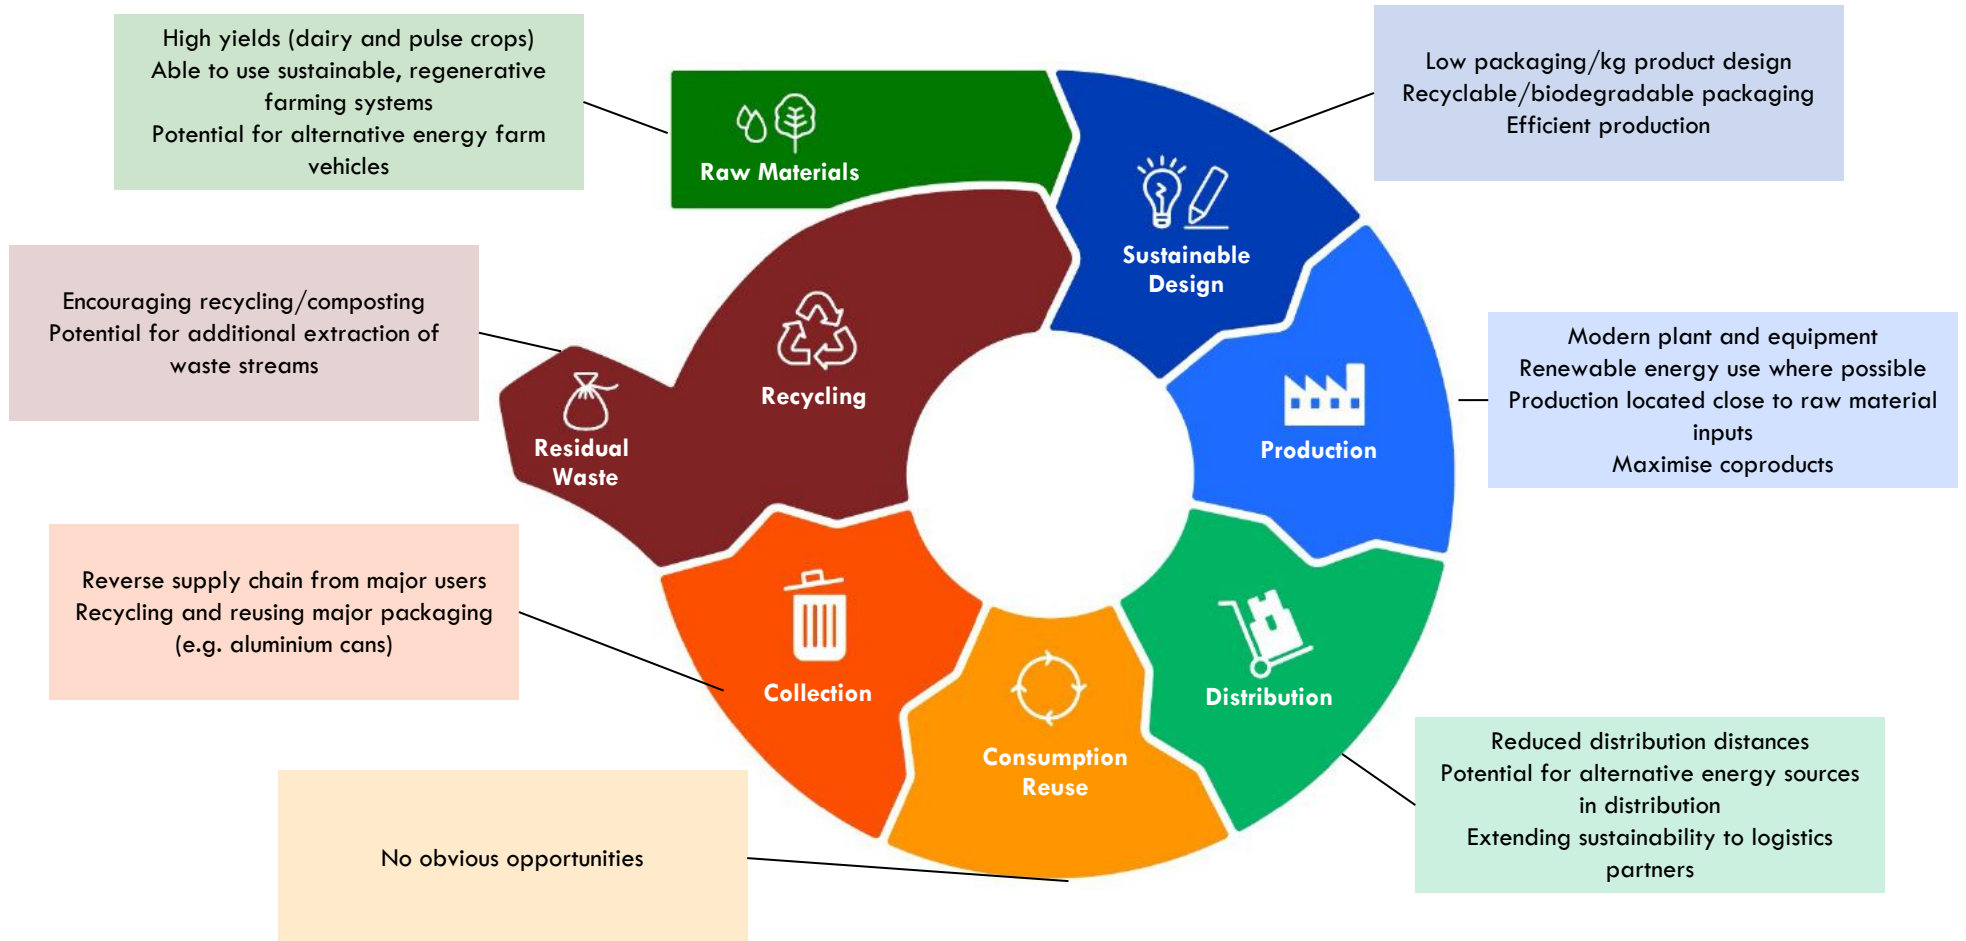 High yields (dairy and pulse crops)
Able to use sustainable, regenerative
farming systems
Potential for alternative energy farm
vehicles
Raw Materials
Low packaging/kg product design
Recyclable/biodegradable packaging
Efficient production
Sustainable
Design
Modern plant and equipment
Renewable energy use where possible
Production located close to raw material
inputs
Maximise coproducts
Production
Reduced distribution distances
Potential for alternative energy sources
in distribution
Extending sustainability to logistics
partners
Distribution
Consumption
Reuse
No obvious opportunities
Collection
Reverse supply chain from major users
Recycling and reusing major packaging
(e.g. aluminium cans)
Recycling
Residual
Waste
Encouraging recycling/composting
Potential for additional extraction of
waste streams